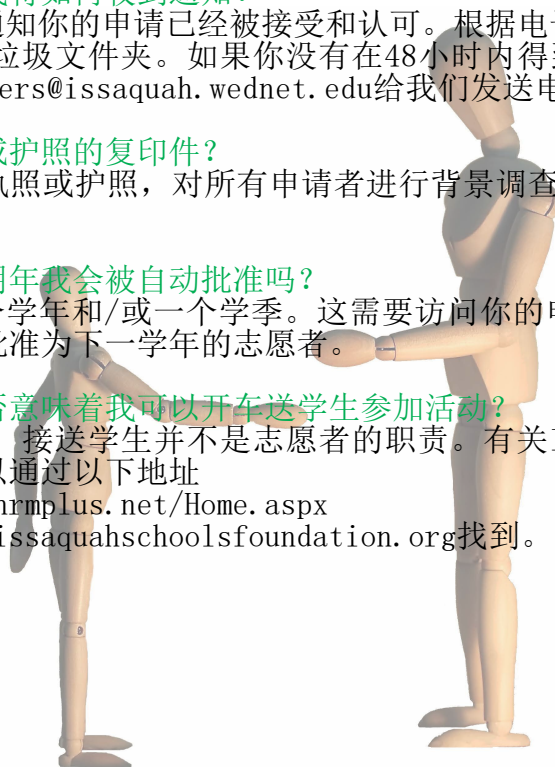 通知你的申请已经被接受和认可。根据电
垃圾文件夹。如果你没有在48小时内得
ers@issaquah.wednet.edu给我们发送电
或护照的复印件?
执照或护照，对所有申请者进行背景调查
明年我会被自动批准吗?
学年和/或一个学季。这需要访问你的
批准为下一学年的志愿者。
意味着我可以开车送学生参加活动?
接送学生并不是志愿者的职责。有关
以通过以下地址
hrmplus.net/Home.aspx
issaquahschoolsfoundation.org找到。